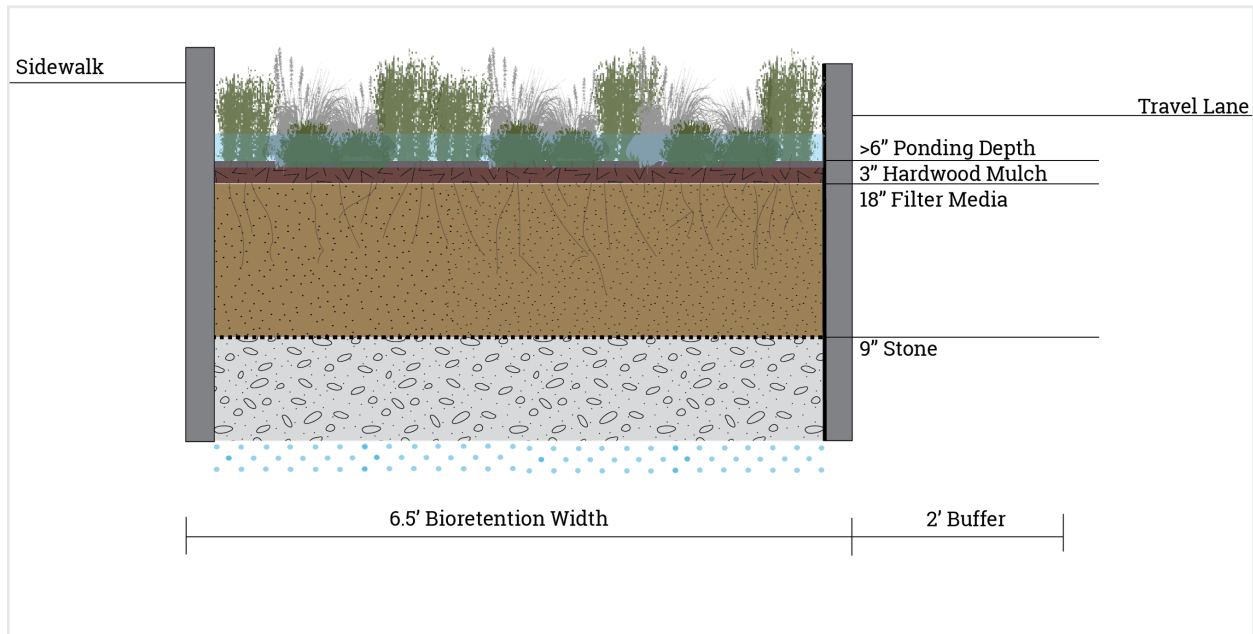 Sidewalk
Travel Lane
>6” Ponding Depth
3” Hardwood Mulch
18” Filter Media
9” Stone
6.5’ Bioretention Width
2’ Buffer